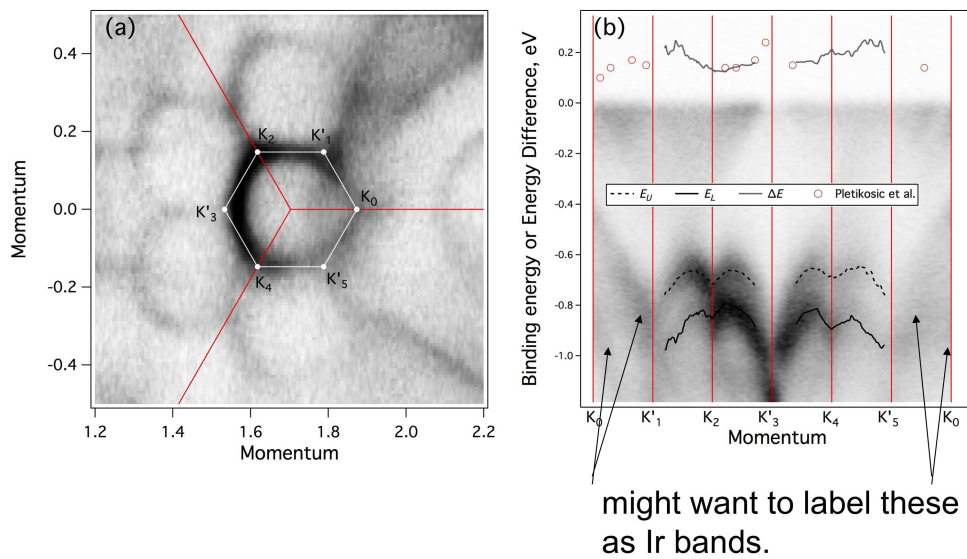 (a)
0.4
0.2
0.0
-0.2
-0.4
Momentum
K2
K'1
K'3
K0
K4
K'5
1.2
1.4
1.6
1.8
2.0
2.2
Momentum
(b)
Binding energy or Energy Difference, eV
0.2
0.0
-0.2
-0.4
-0.6
-0.8
-1.0
EU EL ΔE Pletikosic et al.
K0 K'1 K2 K'3 K4 K'5 K0
Momentum
might want to label these
as Ir bands.